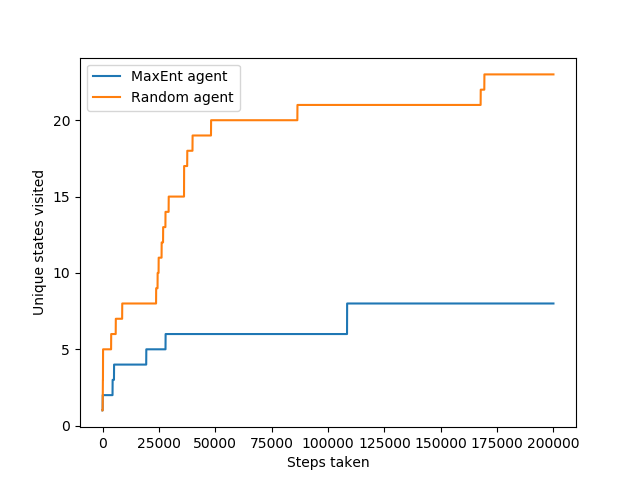 MaxEnt agent
Random agent
Unique states visited
20
15
10
5
0
0 25000 50000 75000 100000 125000 150000 175000 200000
Steps taken